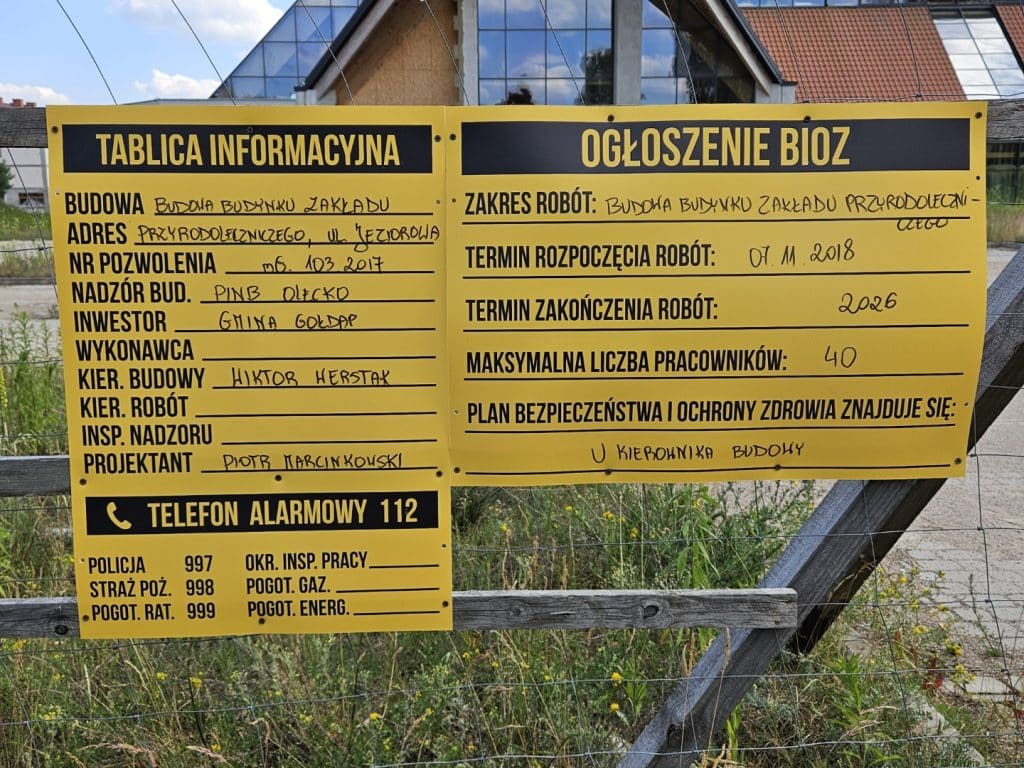 TABLICA INFORMACYJNA
BUDOWA BUDOWA BUDYNKU ZAKŁADU
ADRES PRZYRODOLECZNICZEGO, UL. JEZIOROWA
NR POZWOLENIA m5. 103.2017
NADZÓR BUD. PINB OLECKO
INWESTOR GMINA GOŁDAP
WYKONAWCA
KIER. BUDOWY WIKTOR HERSTAK
KIER. ROBÓT
INSP. NADZORU
PROJEKTANT PIOTR MARCINKOWSKI
TELEFON ALARMOWY 112
POLICJA 997 OKR. INSP. PRACY
STRAŻ POŻ. 998 POGOT. GAZ.
POGOT. RAT. 999 POGOT. ENERG.
OGŁOSZENIE BIOZ
ZAKRES ROBÓT: BUDOWA BUDYNKU ZAKŁADU PRZYRODOLECZNI-
CZEGO
TERMIN ROZPOCZĘCIA ROBÓT: 07.11.2018
TERMIN ZAKOŃCZENIA ROBÓT: 2026
MAKSYMALNA LICZBA PRACOWNIKÓW: 40
PLAN BEZPIECZEŃSTWA I OCHRONY ZDROWIA ZNAJDUJE SIĘ:
U KIEROWNIKA BUDOWY